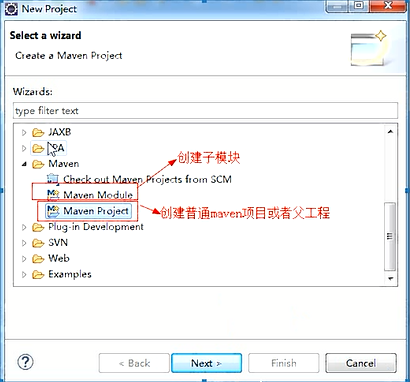 New Project
Select a wizard
Create a Maven Project
Wizards:
type filter text
JAXB
JPA
Maven
Check out Maven Projects from SCM
Maven Module
Maven Project
Plug-in Development
SVN
Web
Examples
创建子模块
创建普通maven项目或者父工程
?
< Back
Next >
Finish
Cancel